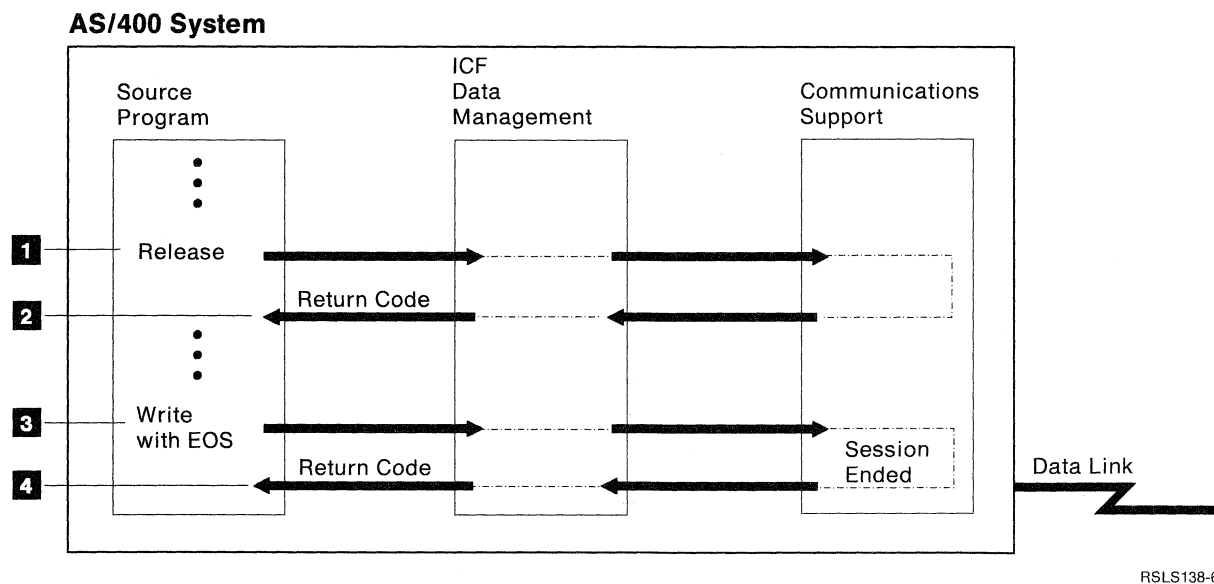 AS/400 System
Source
Program
ICF
Data
Management
Communications
Support
1
Release
2
Return Code
3
Write
with EOS
Session
Ended
4
Return Code
Data Link